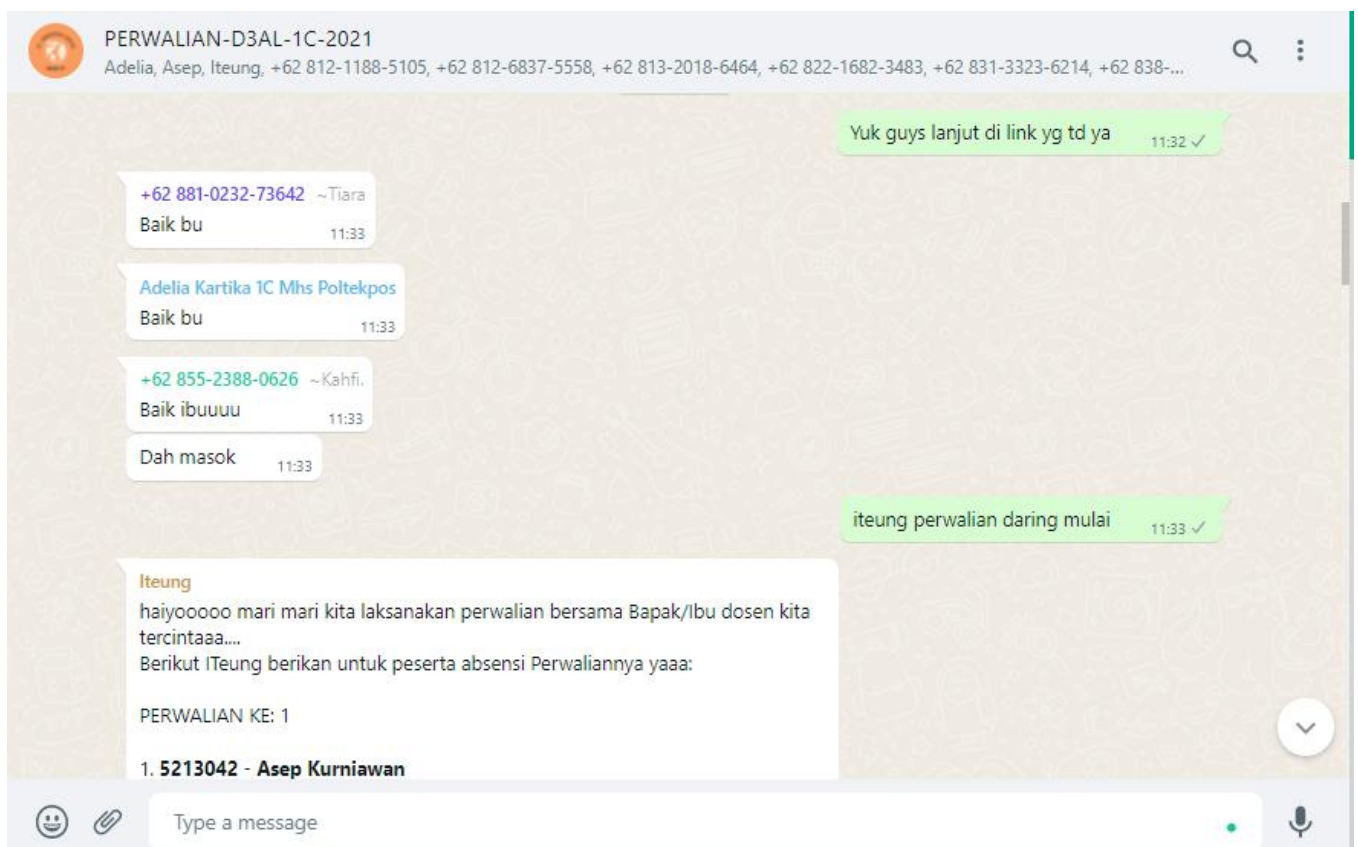 PERWALIAN-D3AL-1C-2021
Adelia, Asep, Iteung, +62 812-1188-5105, +62 812-6837-5558, +62 813-2018-6464, +62 822-1682-3483, +62 831-3323-6214, +62 838-...
Yuk guys lanjut di link yg td ya 11:32
+62 881-0232-73642 ~Tiara
Baik bu 11:33
Adelia Kartika 1C Mhs Poltekpos
Baik bu 11:33
+62 855-2388-0626 ~Kahfi.
Baik ibuuuu 11:33
Dah masok 11:33
iteung perwalian daring mulai 11:33
Iteung
haiyooooo mari mari kita laksanakan perwalian bersama Bapak/Ibu dosen kita
tercintaaa....
Berikut ITeung berikan untuk peserta absensi Perwaliannya yaaa:
PERWALIAN KE: 1
1. 5213042 - Asep Kurniawan
Type a message